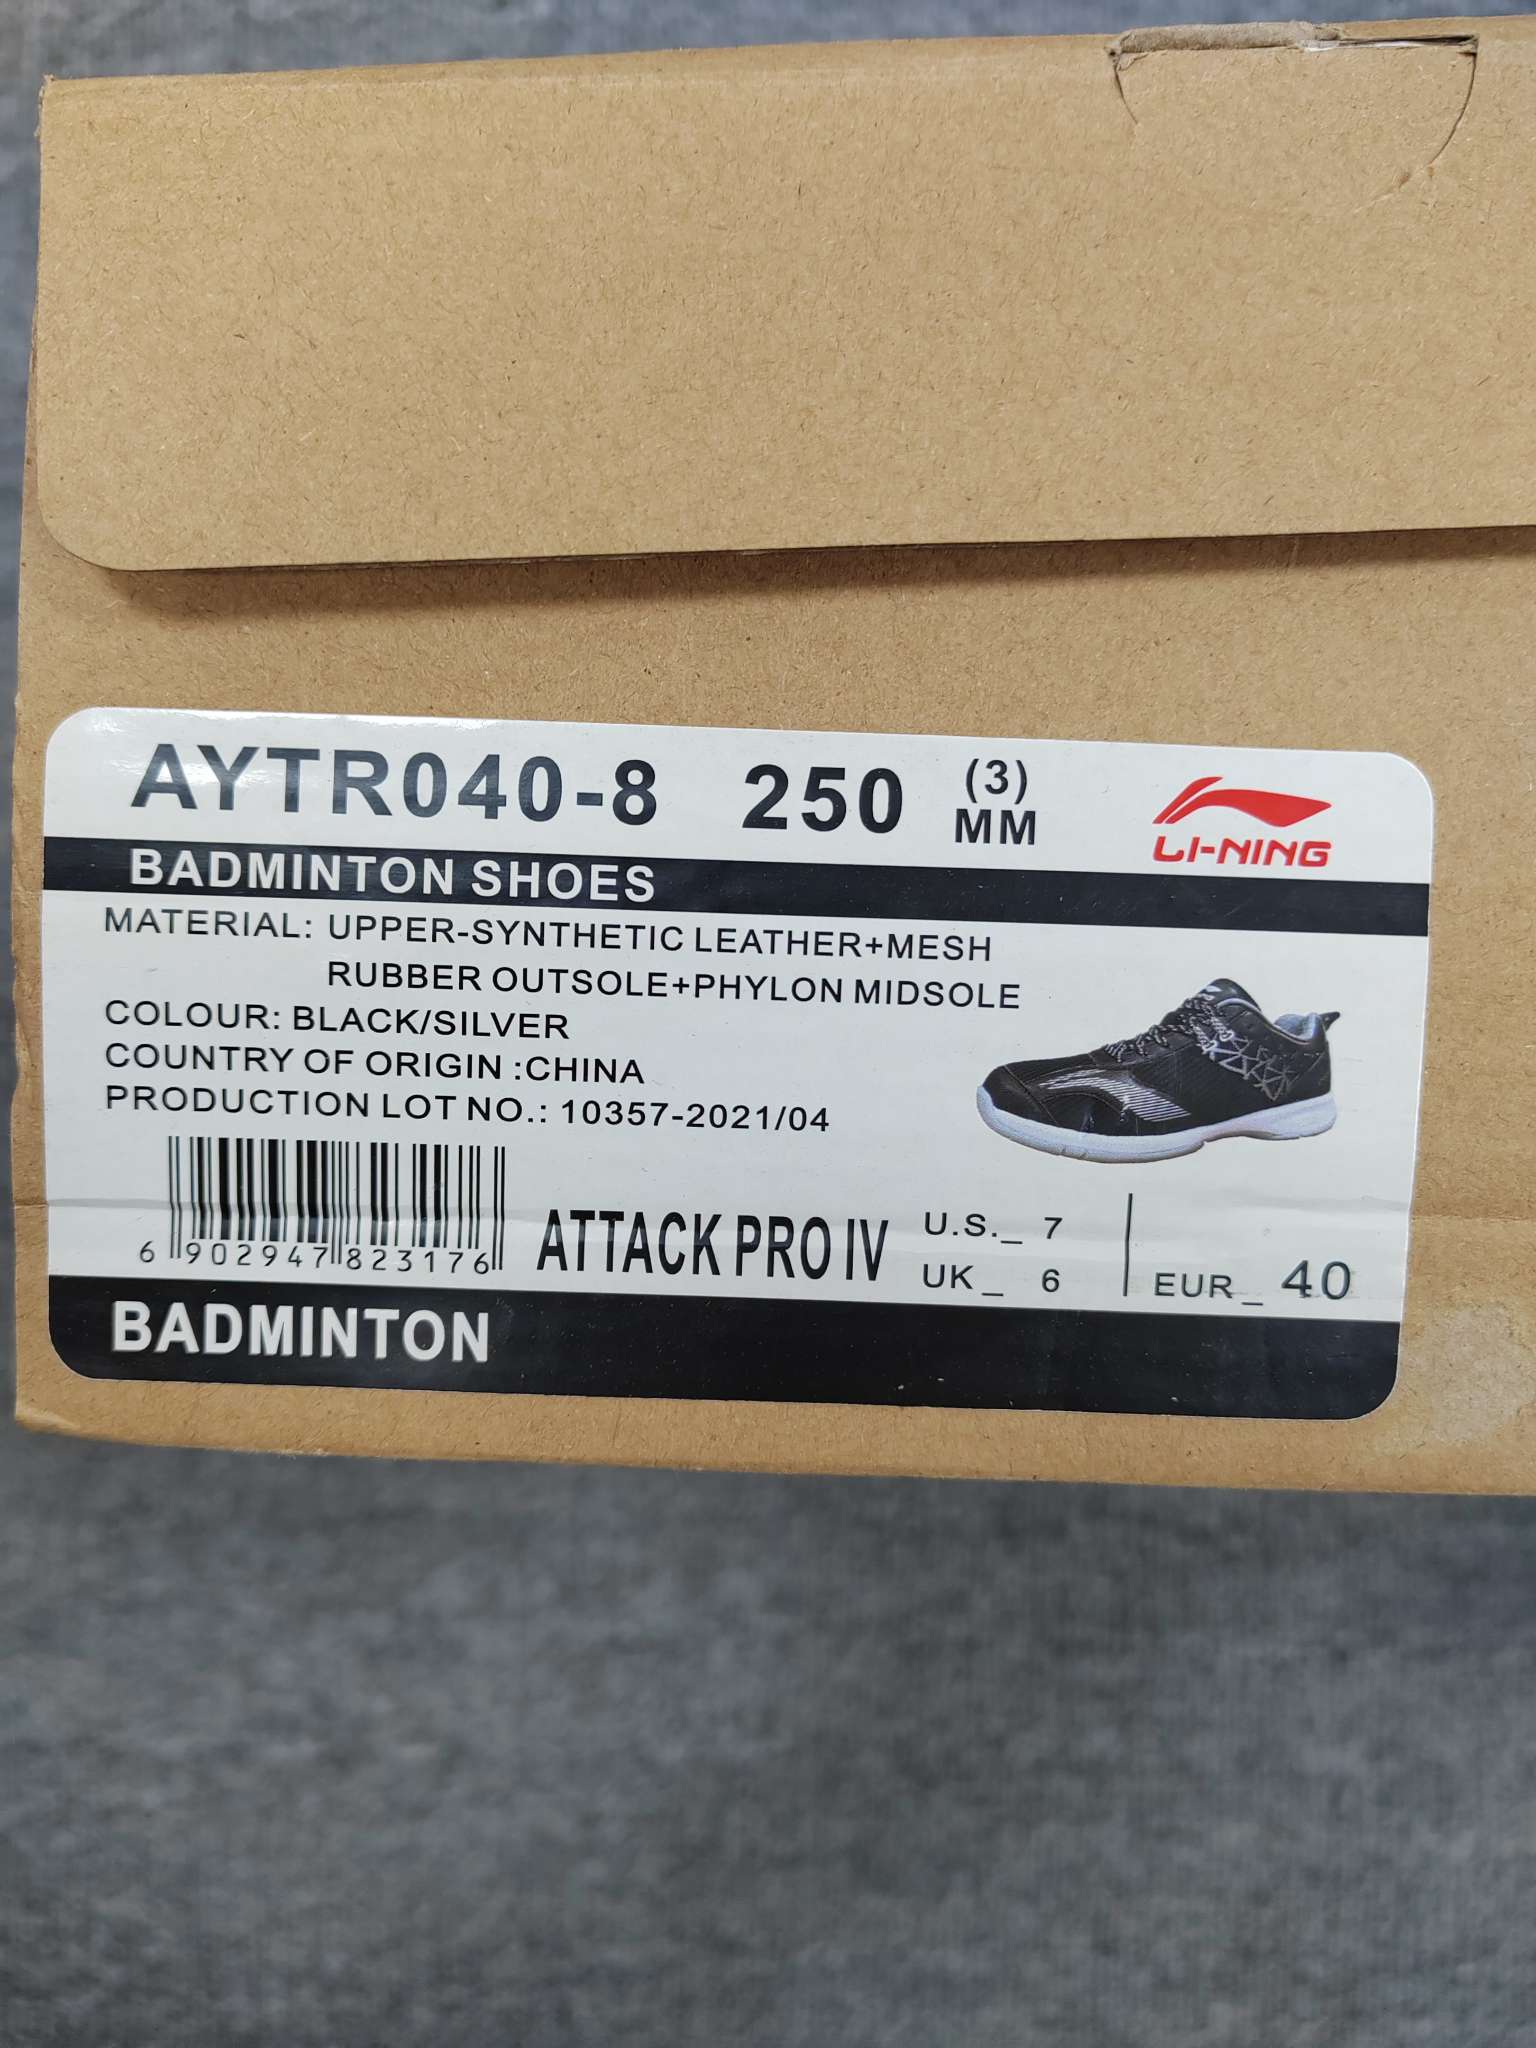 AYTR040-8 250 (3) MM
LI-NING
BADMINTON SHOES
MATERIAL: UPPER-SYNTHETIC LEATHER+MESH
RUBBER OUTSOLE+PHYLON MIDSOLE
COLOUR: BLACK/SILVER
COUNTRY OF ORIGIN :CHINA
PRODUCTION LOT NO.: 10357-2021/04
6 902947 823176
ATTACK PRO IV
U.S._ 7
UK_ 6
EUR_ 40
BADMINTON